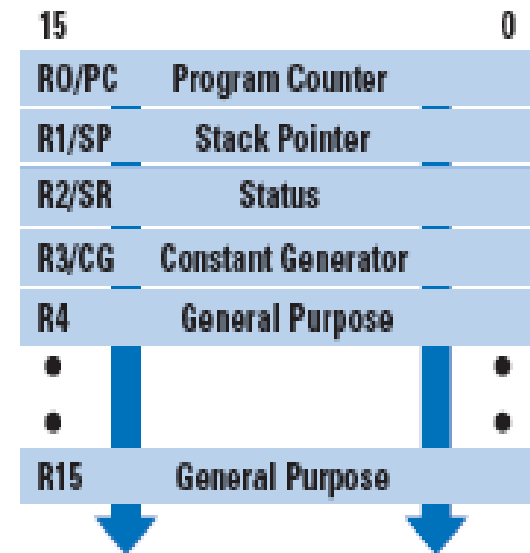 15 0
R0/PC Program Counter
R1/SP Stack Pointer
R2/SR Status
R3/CG Constant Generator
R4 General Purpose
R15 General Purpose